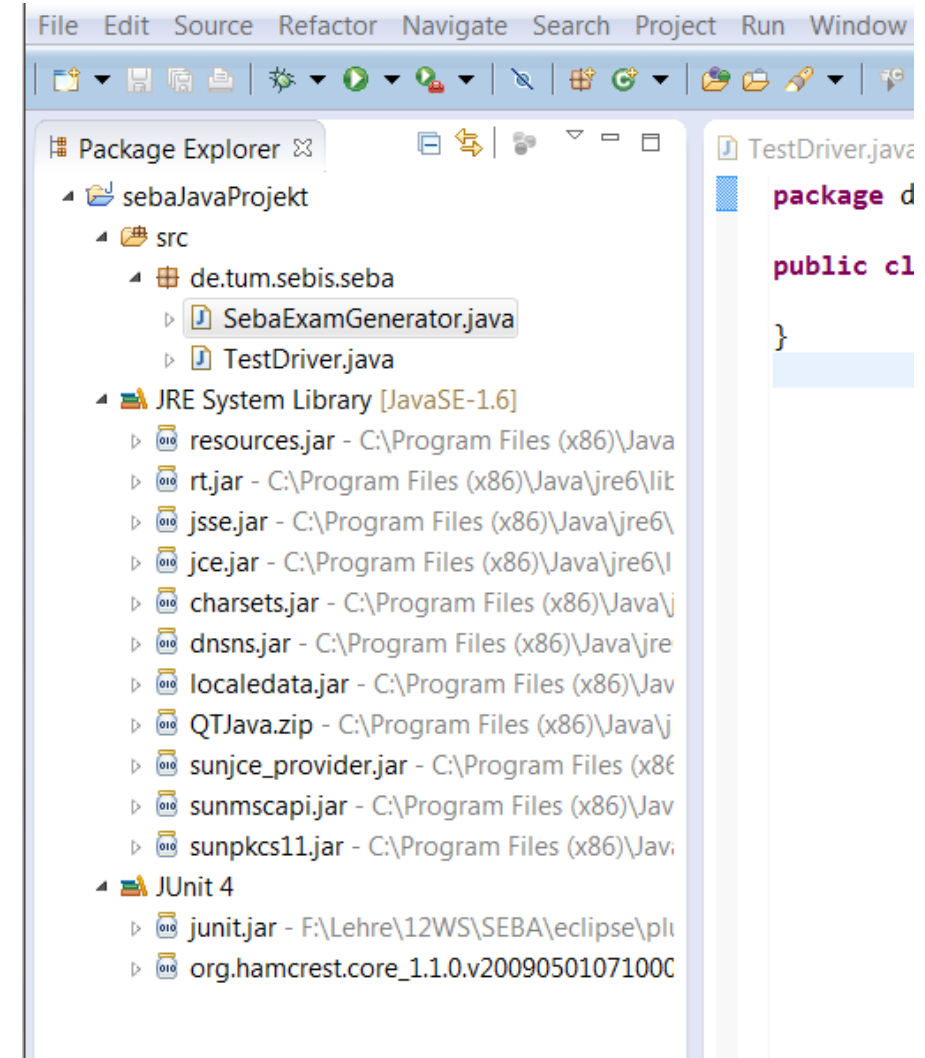 File Edit Source Refactor Navigate Search Project Run Window
Package Explorer
sebaJavaProjekt
src
de.tum.sebis.seba
SebaExamGenerator.java
TestDriver.java
JRE System Library [JavaSE-1.6]
resources.jar - C:\Program Files (x86)\Java
rt.jar - C:\Program Files (x86)\Java\jre6\lib
jsse.jar - C:\Program Files (x86)\Java\jre6\
jce.jar - C:\Program Files (x86)\Java\jre6\l
charsets.jar - C:\Program Files (x86)\Java\j
dnsns.jar - C:\Program Files (x86)\Java\jre
localedata.jar - C:\Program Files (x86)\Jav
QTJava.zip - C:\Program Files (x86)\Java\j
sunjce_provider.jar - C:\Program Files (x86
sunmscapi.jar - C:\Program Files (x86)\Jav
sunpkcs11.jar - C:\Program Files (x86)\Java
JUnit 4
junit.jar - F:\Lehre\12WS\SEBA\eclipse\plu
org.hamcrest.core_1.1.0.v20090501071000
TestDriver.java
package d
public cl
}